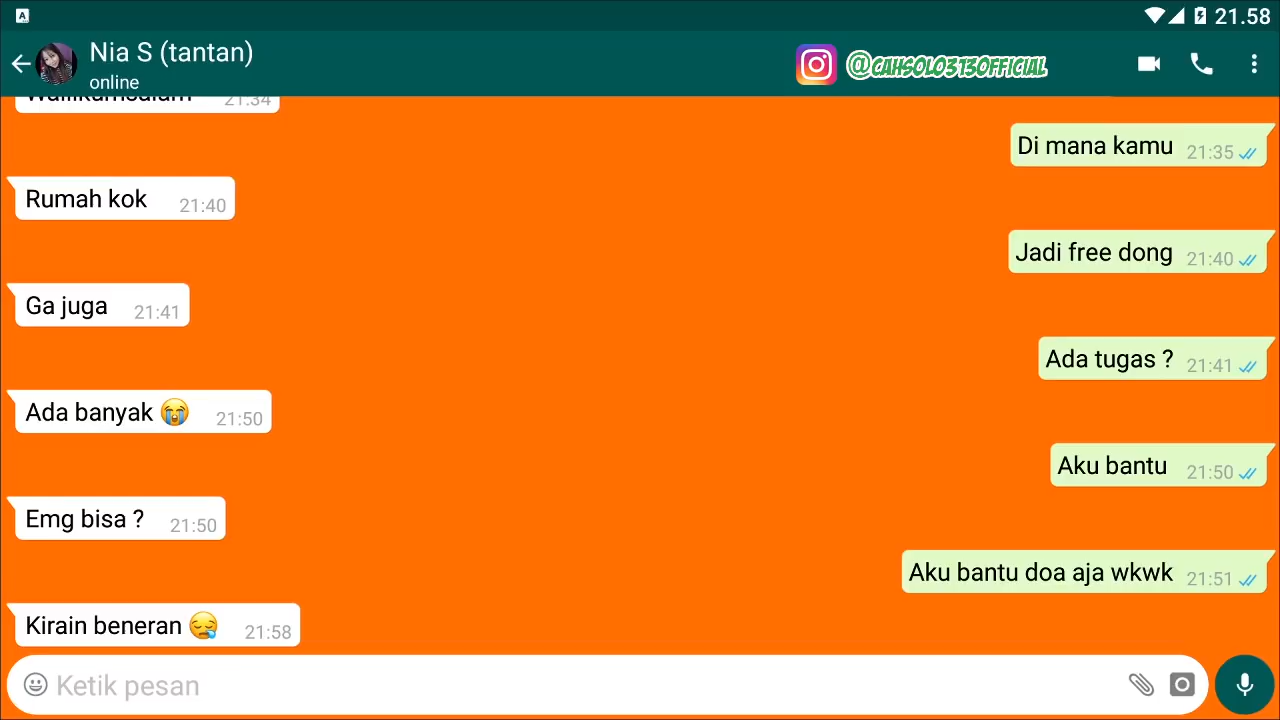 A
21.58
Nia S (tantan)
online
@CAHSOLO313OFFICIAL
21:34
Di mana kamu 21:35
Rumah kok 21:40
Jadi free dong 21:40
Ga juga 21:41
Ada tugas ? 21:41
Ada banyak 😭 21:50
Aku bantu 21:50
Emg bisa ? 21:50
Aku bantu doa aja wkwk 21:51
Kirain beneran 😪 21:58
Ketik pesan